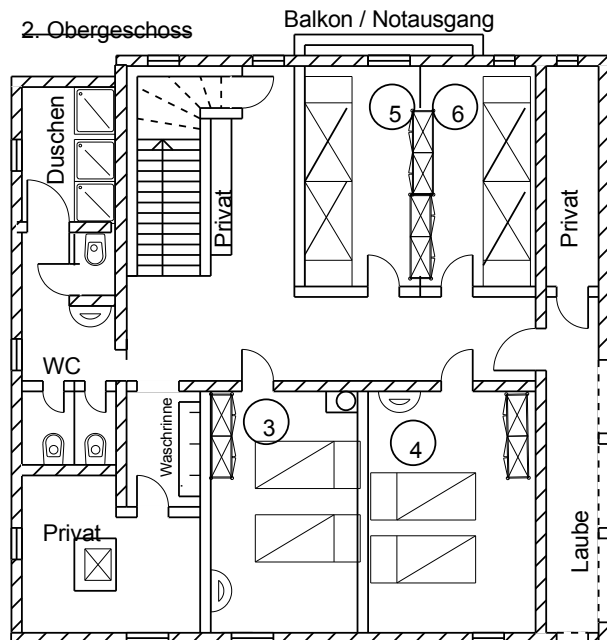 2. Obergeschoss
Balkon / Notausgang
Duschen
5
6
Privat
Privat
WC
Waschrinne
3
4
Privat
Laube